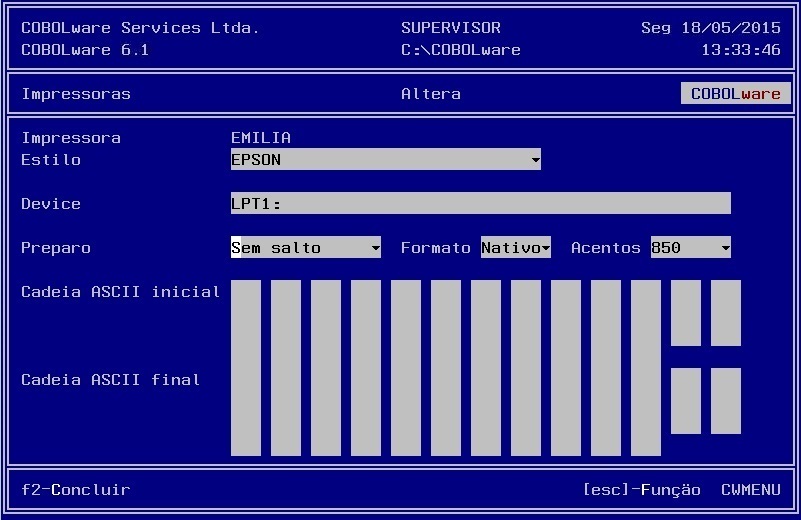 COBOLware Services Ltda. SUPERVISOR Seg 18/05/2015
COBOLware 6.1 C:\COBOLware 13:33:46
Impressoras Altera COBOLware
Impressora EMILIA
Estilo EPSON
Device LPT1:
Preparo Sem salto Formato Nativo Acentos 850
Cadeia ASCII inicial
Cadeia ASCII final
f2-Concluir [esc]-Função CWMENU